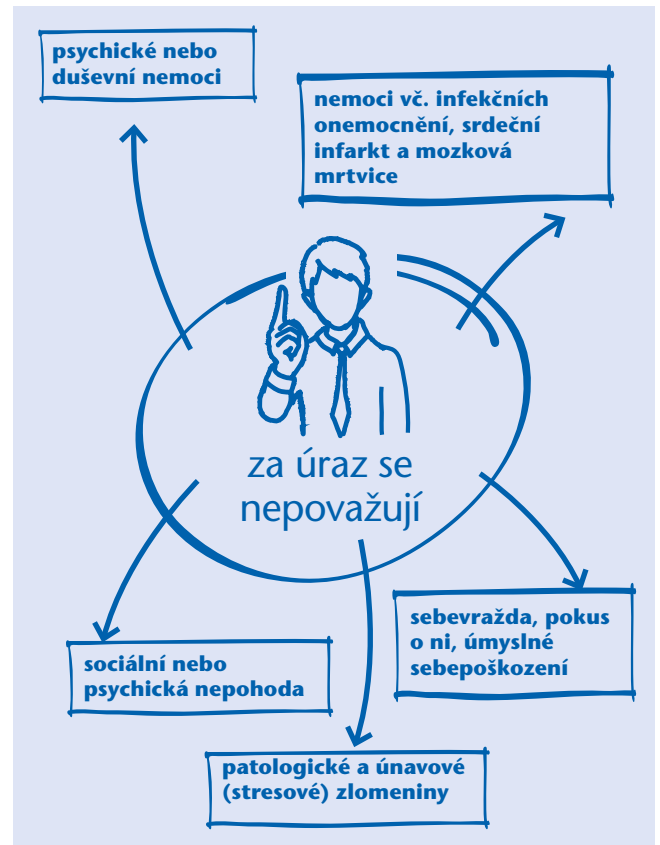 psychické nebo
duševní nemoci
nemoci vč. infekčních
onemocnění, srdeční
infarkt a mozková
mrtvice
za úraz se
nepovažují
sebevražda, pokus
o ni, úmyslné
sebepoškození
sociální nebo
psychická nepohoda
patologické a únavové
(stresové) zlomeniny